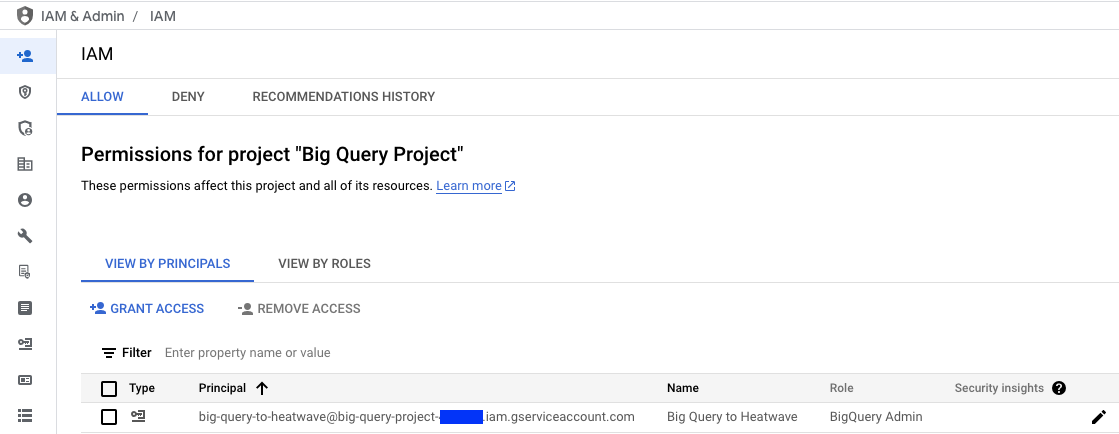 IAM & Admin / IAM
IAM
ALLOW DENY RECOMMENDATIONS HISTORY
Permissions for project "Big Query Project"
These permissions affect this project and all of its resources. Learn more
VIEW BY PRINCIPALS VIEW BY ROLES
GRANT ACCESS REMOVE ACCESS
Filter Enter property name or value
Type Principal Name Role Security insights
big-query-to-heatwave@big-query-project- .iam.gserviceaccount.com Big Query to Heatwave BigQuery Admin